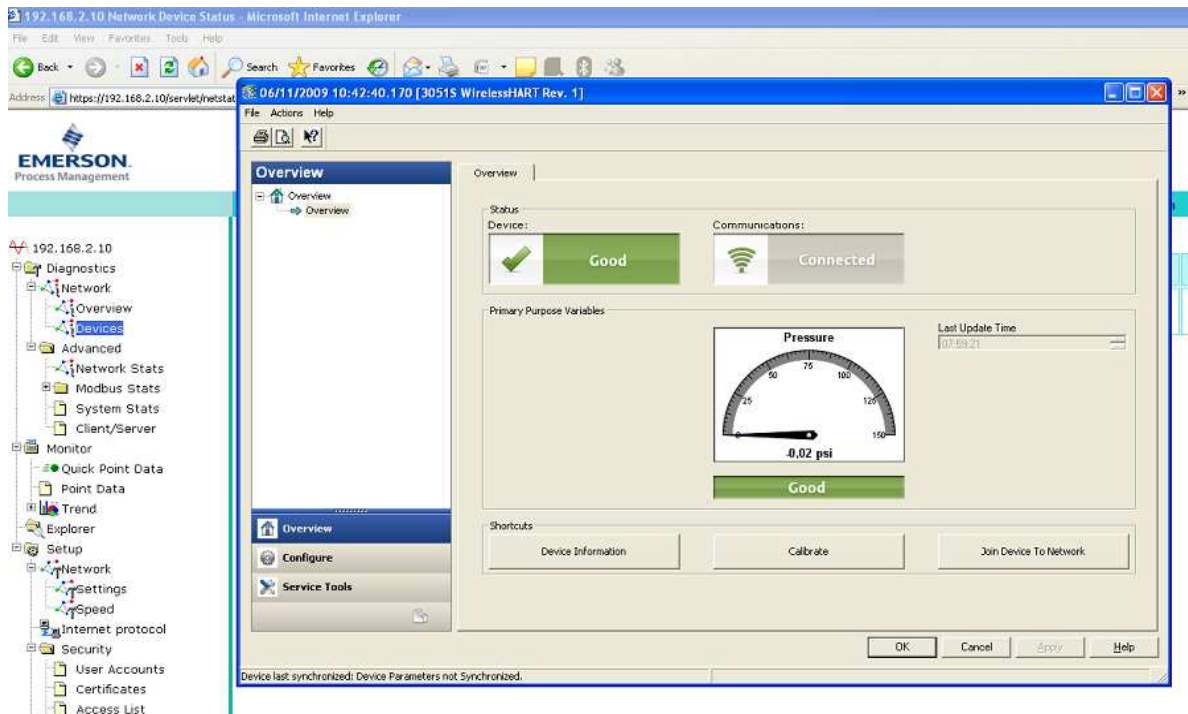 192.168.2.10 Network Device Status - Microsoft Internet Explorer
File Edit View Favorites Tools Help
Back Search Favorites
Address https://192.168.2.10/servlet/netstat
EMERSON.
Process Management
192.168.2.10
Diagnostics
Network
Overview
Devices
Advanced
Network Stats
Modbus Stats
System Stats
Client/Server
Monitor
Quick Point Data
Point Data
Trend
Explorer
Setup
Network
Settings
Speed
Internet protocol
Security
User Accounts
Certificates
Access List
06/11/2009 10:42:40.170 [3051S WirelessHART Rev. 1]
File Actions Help
Overview
Overview
Overview
Overview
Configure
Service Tools
Overview
Status
Device:
Good
Communications:
Connected
Primary Purpose Variables
Pressure
0 25 50 75 100 125 150
-0,02 psi
Good
Last Update Time
07:59:21
Shortcuts
Device Information
Calibrate
Join Device To Network
OK Cancel Apply Help
Device last synchronized: Device Parameters not Synchronized.